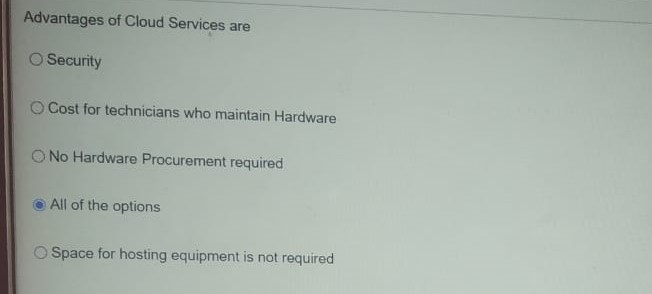 Advantages of Cloud Services are
Security
Cost for technicians who maintain Hardware
No Hardware Procurement required
All of the options
Space for hosting equipment is not required